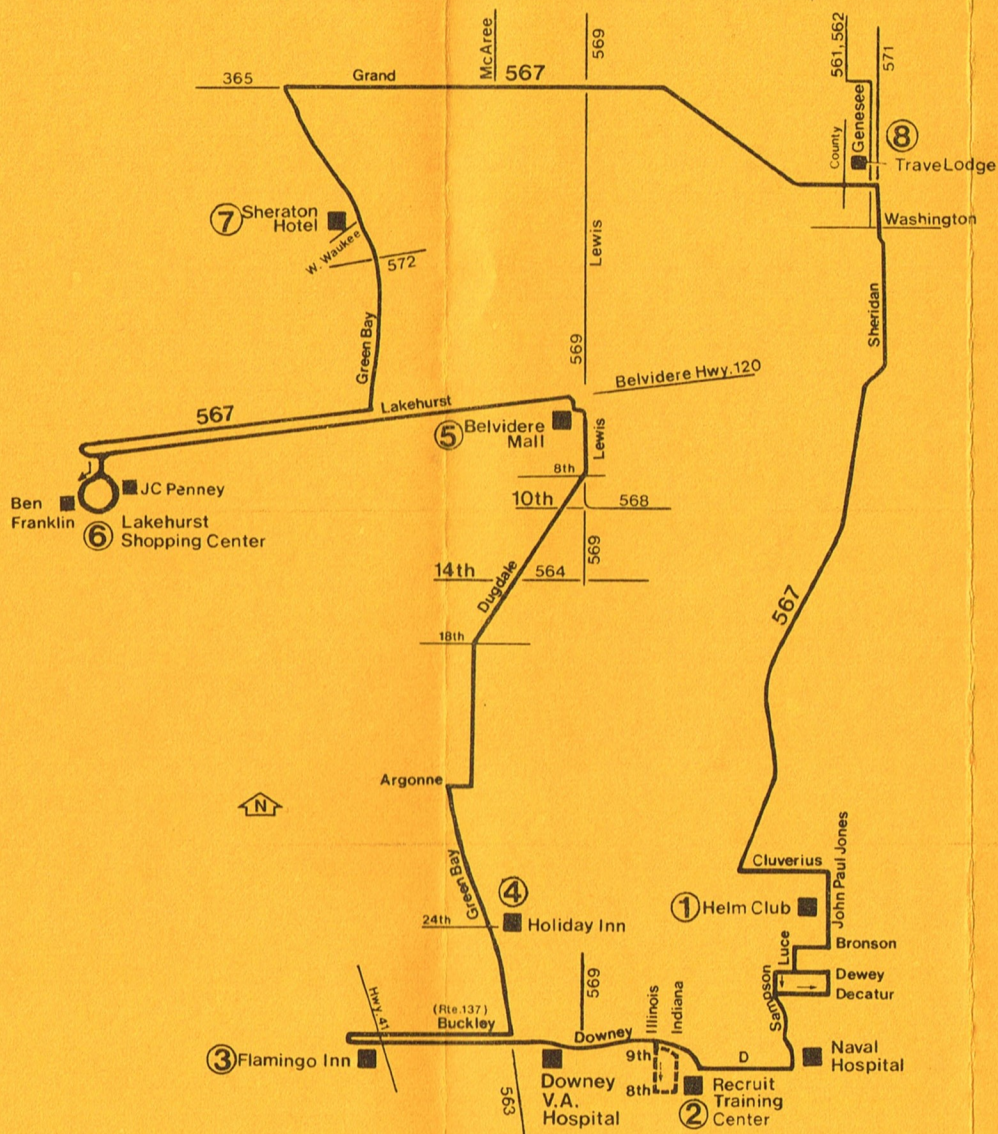 365
Grand
McAree
567
569
561,562
571
County
Genesee
8
TraveLodge
Washington
7
Sheraton
Hotel
W. Waukee
572
Lewis
Sheridan
Green Bay
569
Belvidere Hwy.120
567
Lakehurst
5
Belvidere
Mall
Lewis
8th
JC Penney
Ben
Franklin
6
Lakehurst
Shopping Center
10th
568
569
14th
564
Dugdale
567
18th
Argonne
N
Green Bay
Cluverius
John Paul Jones
4
24th
Holiday Inn
1
Helm Club
Luce
Bronson
Dewey
Decatur
Sampson
Hwy. 41
(Rte.137)
Buckley
569
Illinois
Indiana
Downey
3
Flamingo Inn
9th
8th
D
Naval
Hospital
563
Downey
V.A.
Hospital
2
Recruit
Training
Center